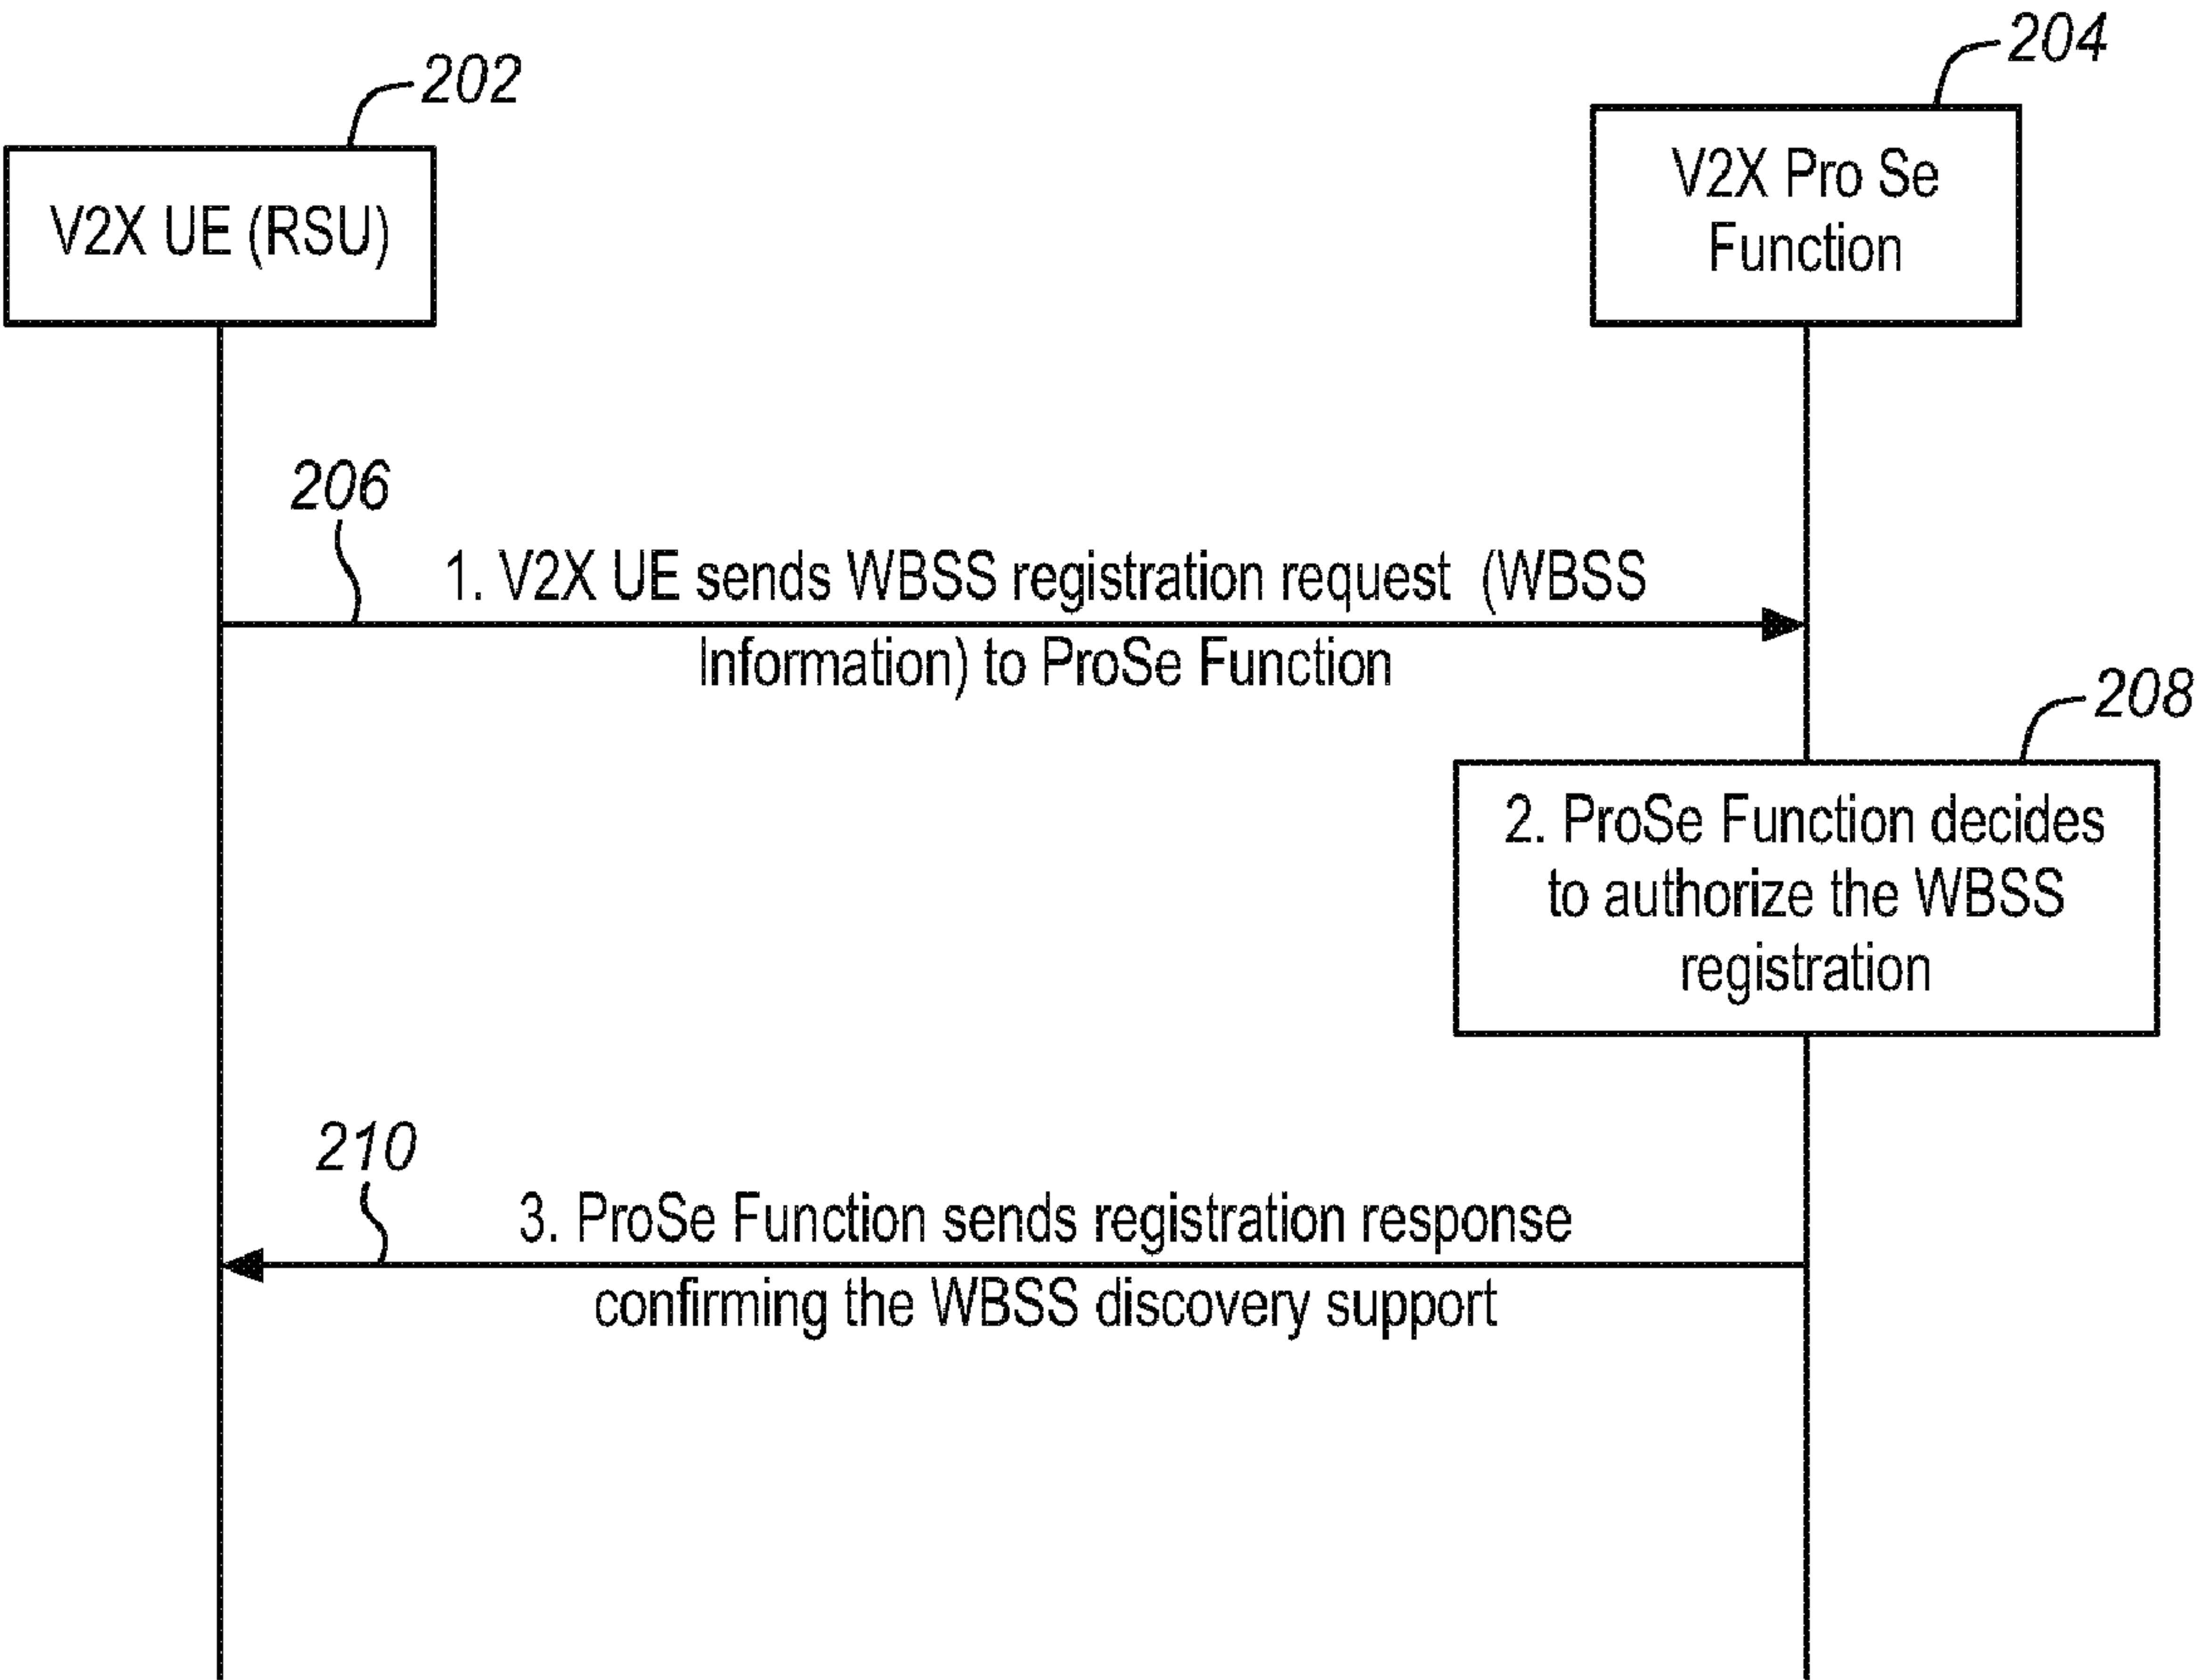 202
204
V2X UE (RSU)
V2X Pro Se
Function
206
1. V2X UE sends WBSS registration request (WBSS
Information) to ProSe Function
208
2. ProSe Function decides
to authorize the WBSS
registration
210
3. ProSe Function sends registration response
confirming the WBSS discovery support